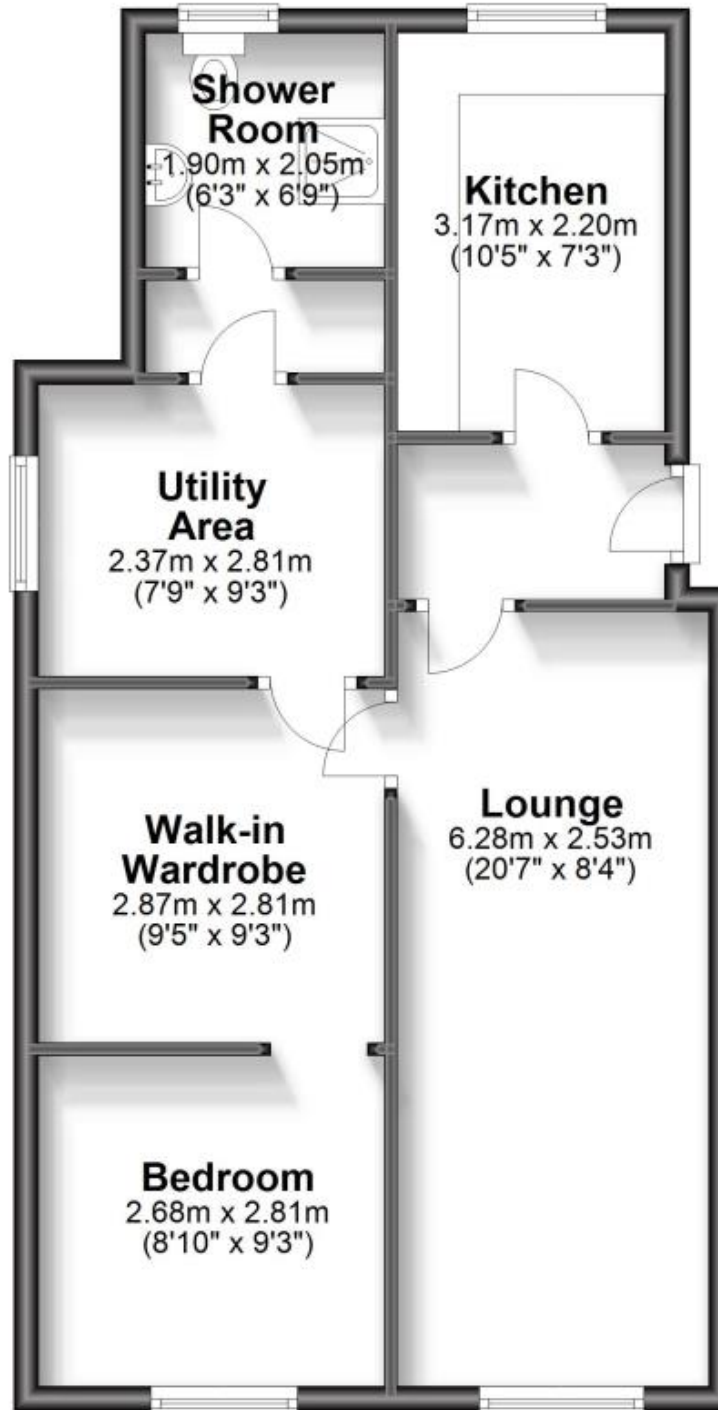 Shower
Room
1.90m x 2.05m
(6'3" x 6'9")
Kitchen
3.17m x 2.20m
(10'5" x 7'3")
Utility
Area
2.37m x 2.81m
(7'9" x 9'3")
Walk-in
Wardrobe
2.87m x 2.81m
(9'5" x 9'3")
Lounge
6.28m x 2.53m
(20'7" x 8'4")
Bedroom
2.68m x 2.81m
(8'10" x 9'3")